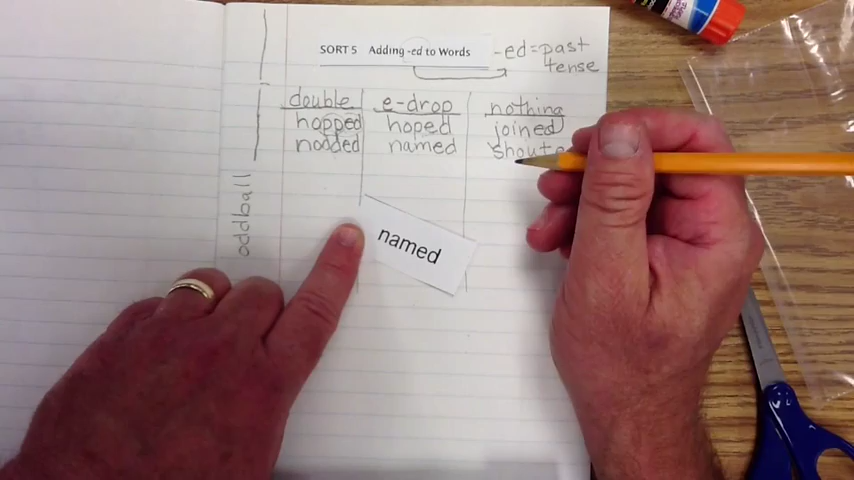 SORT 5 Adding -ed to Words
-ed = past
tense
double e-drop nothing
hopped hoped joined
nodded named
oddball
named